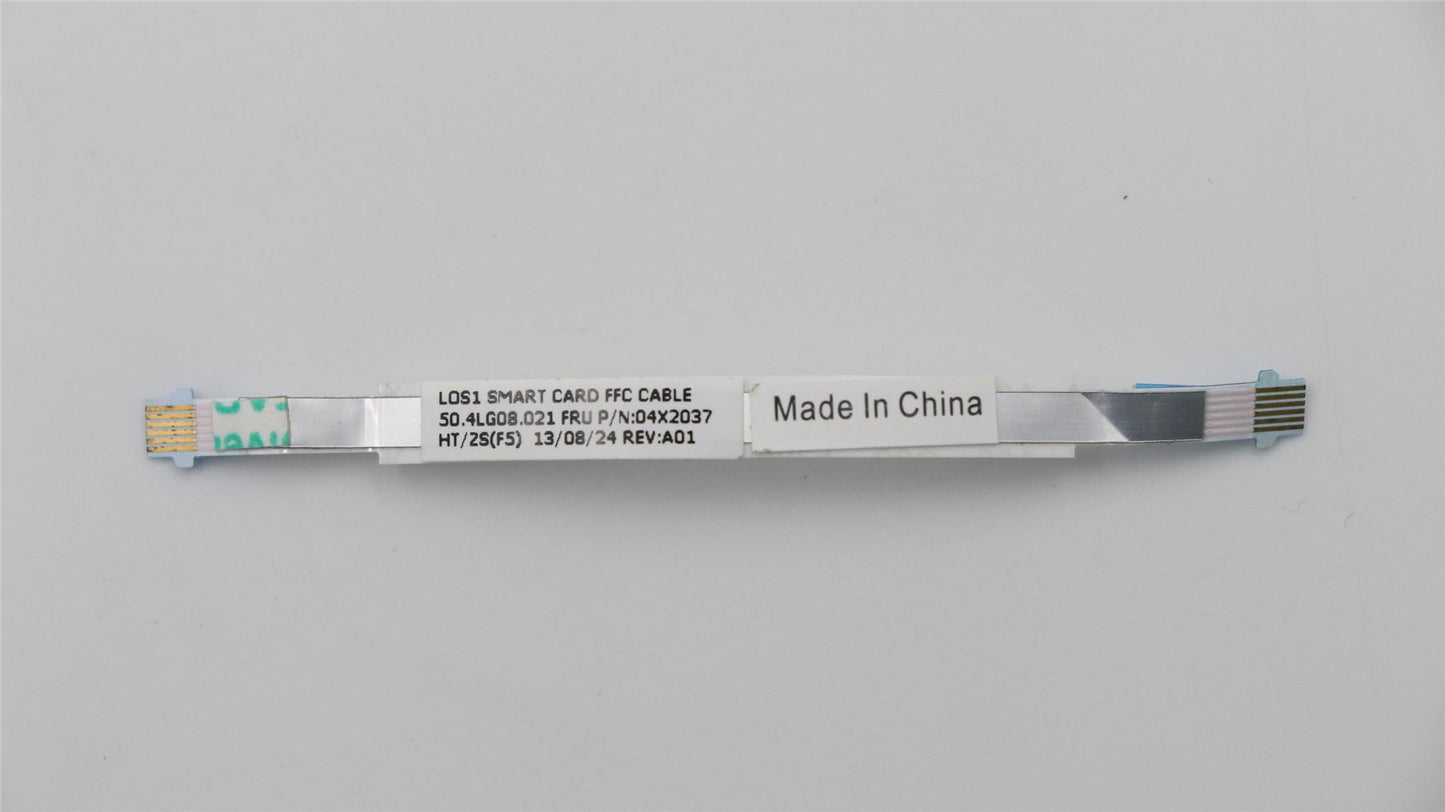 LOS1 SMART CARD FFC CABLE
50.4LG08.021 FRU P/N:04X2037
HT/ZS(F5) 13/08/24 REV:A01
Made In China